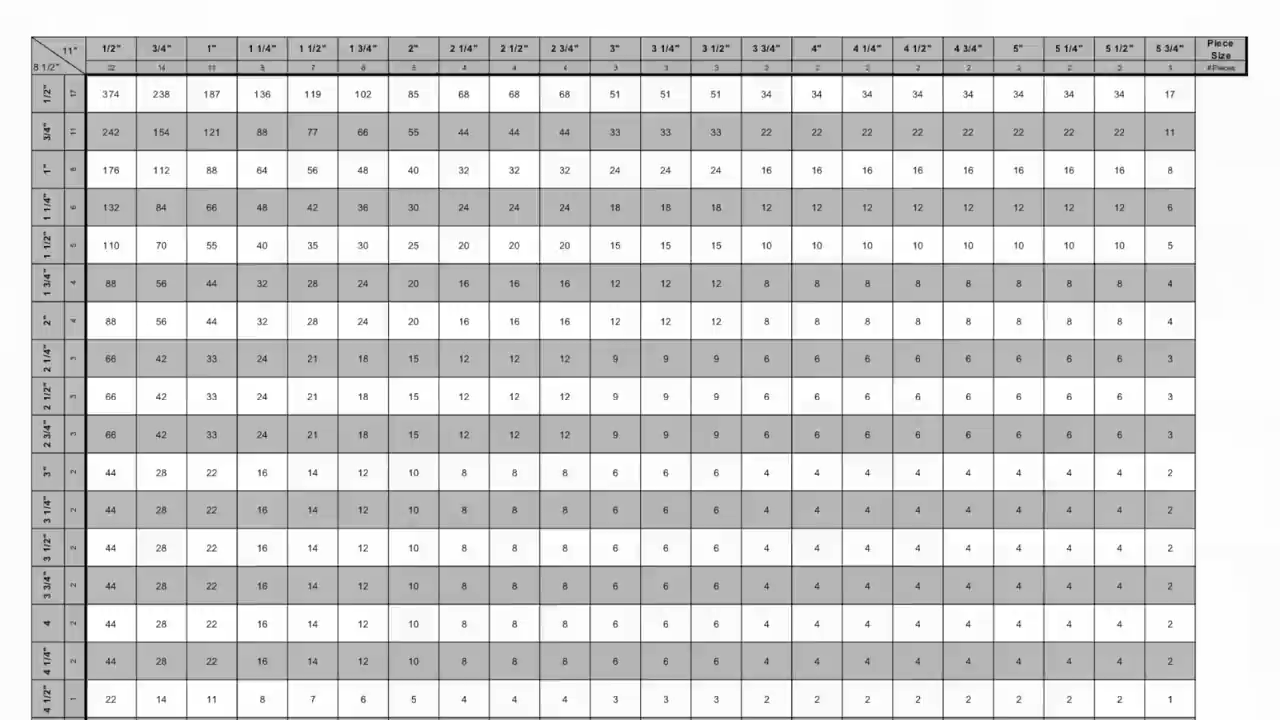 11" 1/2" 3/4" 1" 1 1/4" 1 1/2" 1 3/4" 2" 2 1/4" 2 1/2" 2 3/4" 3" 3 1/4" 3 1/2" 3 3/4" 4" 4 1/4" 4 1/2" 4 3/4" 5" 5 1/4" 5 1/2" 5 3/4" Piece Size
8 1/2" 22 14 11 8 7 6 5 4 4 4 3 3 3 2 2 2 2 2 2 2 2 1 # Pieces
1/2" 17 374 238 187 136 119 102 85 68 68 68 51 51 51 34 34 34 34 34 34 34 34 17
3/4" 11 242 154 121 88 77 66 55 44 44 44 33 33 33 22 22 22 22 22 22 22 22 11
1" 8 176 112 88 64 56 48 40 32 32 32 24 24 24 16 16 16 16 16 16 16 16 8
1 1/4" 6 132 84 66 48 42 36 30 24 24 24 18 18 18 12 12 12 12 12 12 12 12 6
1 1/2" 5 110 70 55 40 35 30 25 20 20 20 15 15 15 10 10 10 10 10 10 10 10 5
1 3/4" 4 88 56 44 32 28 24 20 16 16 16 12 12 12 8 8 8 8 8 8 8 8 4
2" 4 88 56 44 32 28 24 20 16 16 16 12 12 12 8 8 8 8 8 8 8 8 4
2 1/4" 3 66 42 33 24 21 18 15 12 12 12 9 9 9 6 6 6 6 6 6 6 6 3
2 1/2" 3 66 42 33 24 21 18 15 12 12 12 9 9 9 6 6 6 6 6 6 6 6 3
2 3/4" 3 66 42 33 24 21 18 15 12 12 12 9 9 9 6 6 6 6 6 6 6 6 3
3" 2 44 28 22 16 14 12 10 8 8 8 6 6 6 4 4 4 4 4 4 4 4 2
3 1/4" 2 44 28 22 16 14 12 10 8 8 8 6 6 6 4 4 4 4 4 4 4 4 2
3 1/2" 2 44 28 22 16 14 12 10 8 8 8 6 6 6 4 4 4 4 4 4 4 4 2
3 3/4" 2 44 28 22 16 14 12 10 8 8 8 6 6 6 4 4 4 4 4 4 4 4 2
4 2 44 28 22 16 14 12 10 8 8 8 6 6 6 4 4 4 4 4 4 4 4 2
4 1/4" 2 44 28 22 16 14 12 10 8 8 8 6 6 6 4 4 4 4 4 4 4 4 2
4 1/2" 1 22 14 11 8 7 6 5 4 4 4 3 3 3 2 2 2 2 2 2 2 2 1